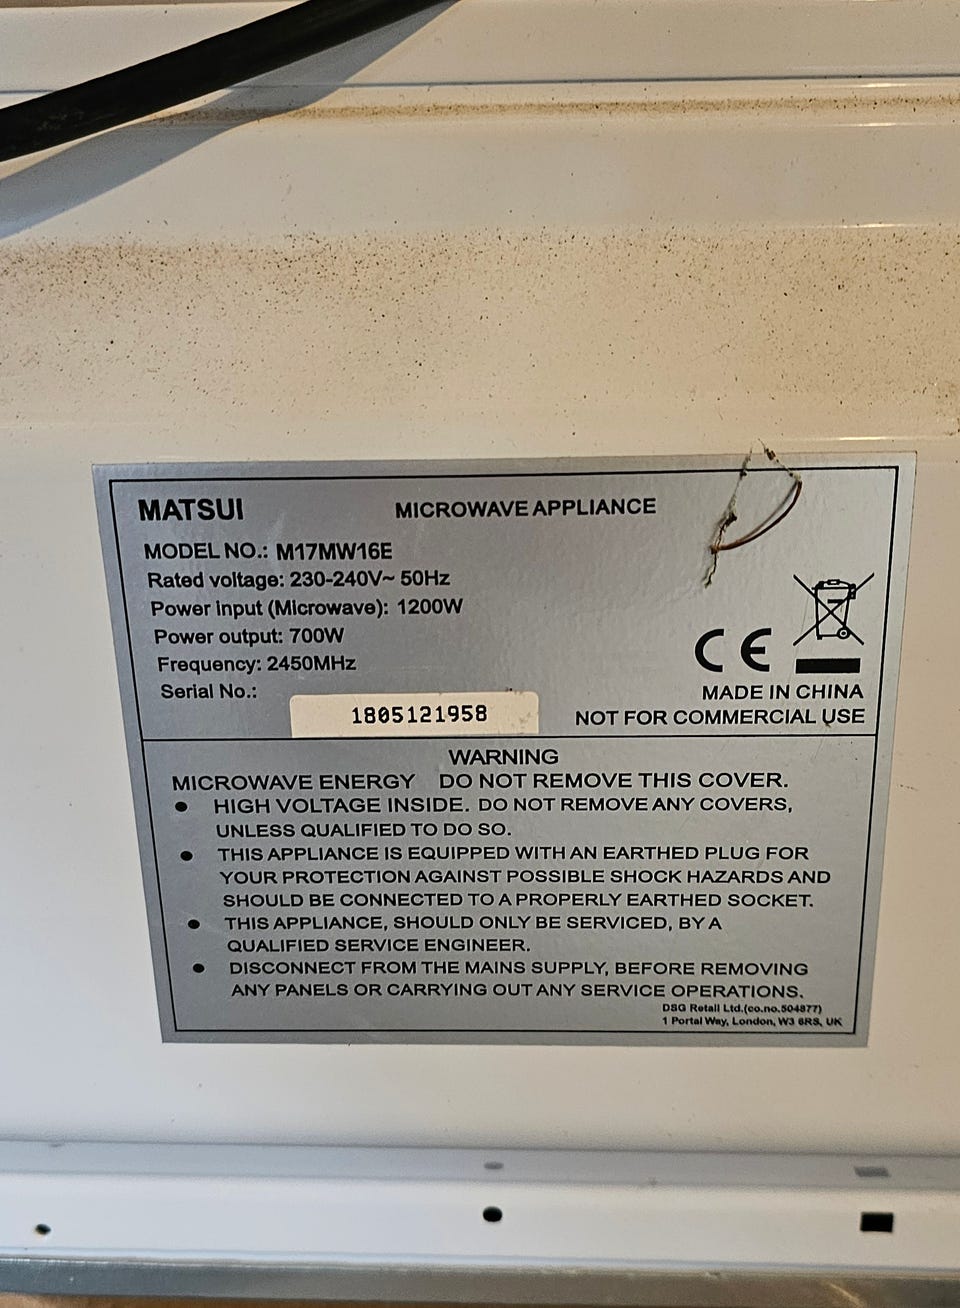 MATSUI MICROWAVE APPLIANCE
MODEL NO.: M17MW16E
Rated voltage: 230-240V~ 50Hz
Power input (Microwave): 1200W
Power output: 700W
Frequency: 2450MHz
Serial No.:
1805121958
CE
MADE IN CHINA
NOT FOR COMMERCIAL USE
WARNING
MICROWAVE ENERGY DO NOT REMOVE THIS COVER.
● HIGH VOLTAGE INSIDE. DO NOT REMOVE ANY COVERS,
UNLESS QUALIFIED TO DO SO.
● THIS APPLIANCE IS EQUIPPED WITH AN EARTHED PLUG FOR
YOUR PROTECTION AGAINST POSSIBLE SHOCK HAZARDS AND
SHOULD BE CONNECTED TO A PROPERLY EARTHED SOCKET.
● THIS APPLIANCE, SHOULD ONLY BE SERVICED, BY A
QUALIFIED SERVICE ENGINEER.
● DISCONNECT FROM THE MAINS SUPPLY, BEFORE REMOVING
ANY PANELS OR CARRYING OUT ANY SERVICE OPERATIONS.
DSG Retail Ltd.(co.no.504877)
1 Portal Way, London, W3 6RS, UK